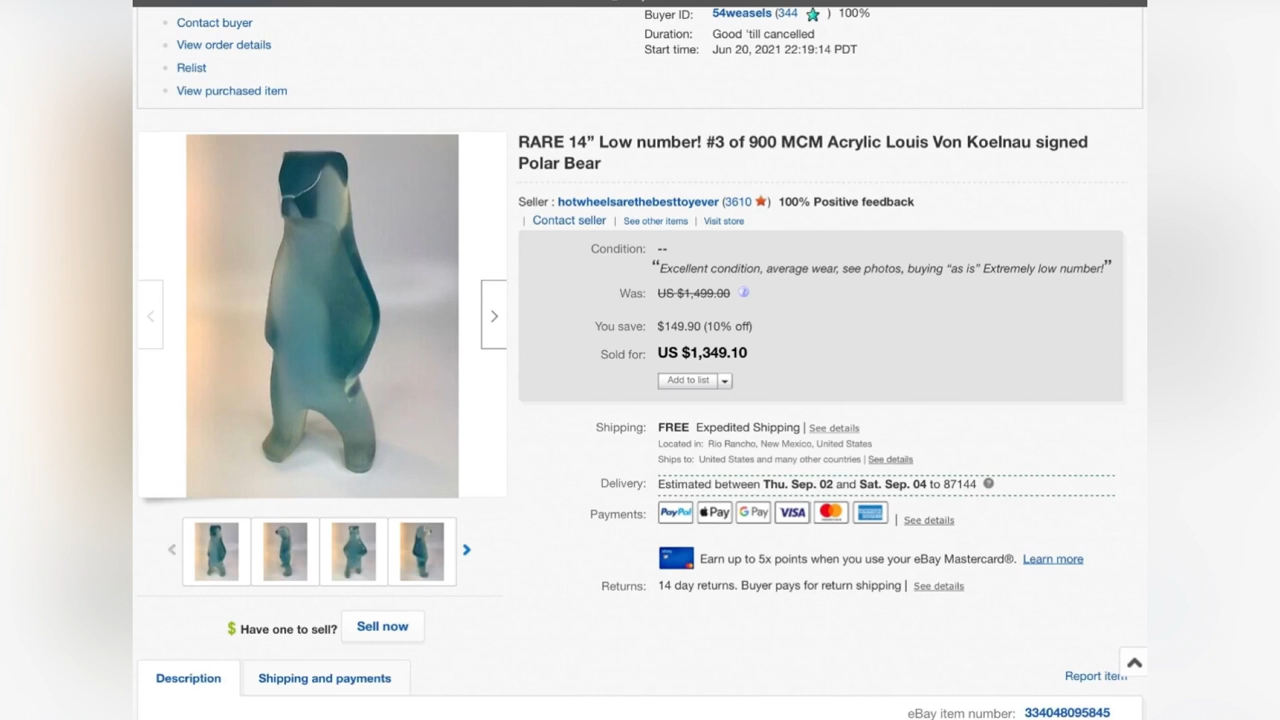 Contact buyer
View order details
Relist
View purchased item
Buyer ID: 54weasels (344 ) 100%
Duration: Good 'till cancelled
Start time: Jun 20, 2021 22:19:14 PDT
RARE 14” Low number! #3 of 900 MCM Acrylic Louis Von Koelnau signed
Polar Bear
Seller : hotwheelsarethebesttoyever (3610 ) 100% Positive feedback
| Contact seller | See other items | Visit store
Condition: --
“Excellent condition, average wear, see photos, buying “as is” Extremely low number!”
Was: US $1,499.00
You save: $149.90 (10% off)
Sold for: US $1,349.10
Add to list
Shipping: FREE Expedited Shipping | See details
Located in: Rio Rancho, New Mexico, United States
Ships to: United States and many other countries | See details
Delivery: Estimated between Thu. Sep. 02 and Sat. Sep. 04 to 87144 ?
Payments: PayPal Pay G Pay VISA | See details
Earn up to 5x points when you use your eBay Mastercard®. Learn more
Returns: 14 day returns. Buyer pays for return shipping | See details
$ Have one to sell? Sell now
Description
Shipping and payments
Report item
eBay item number: 334048095845